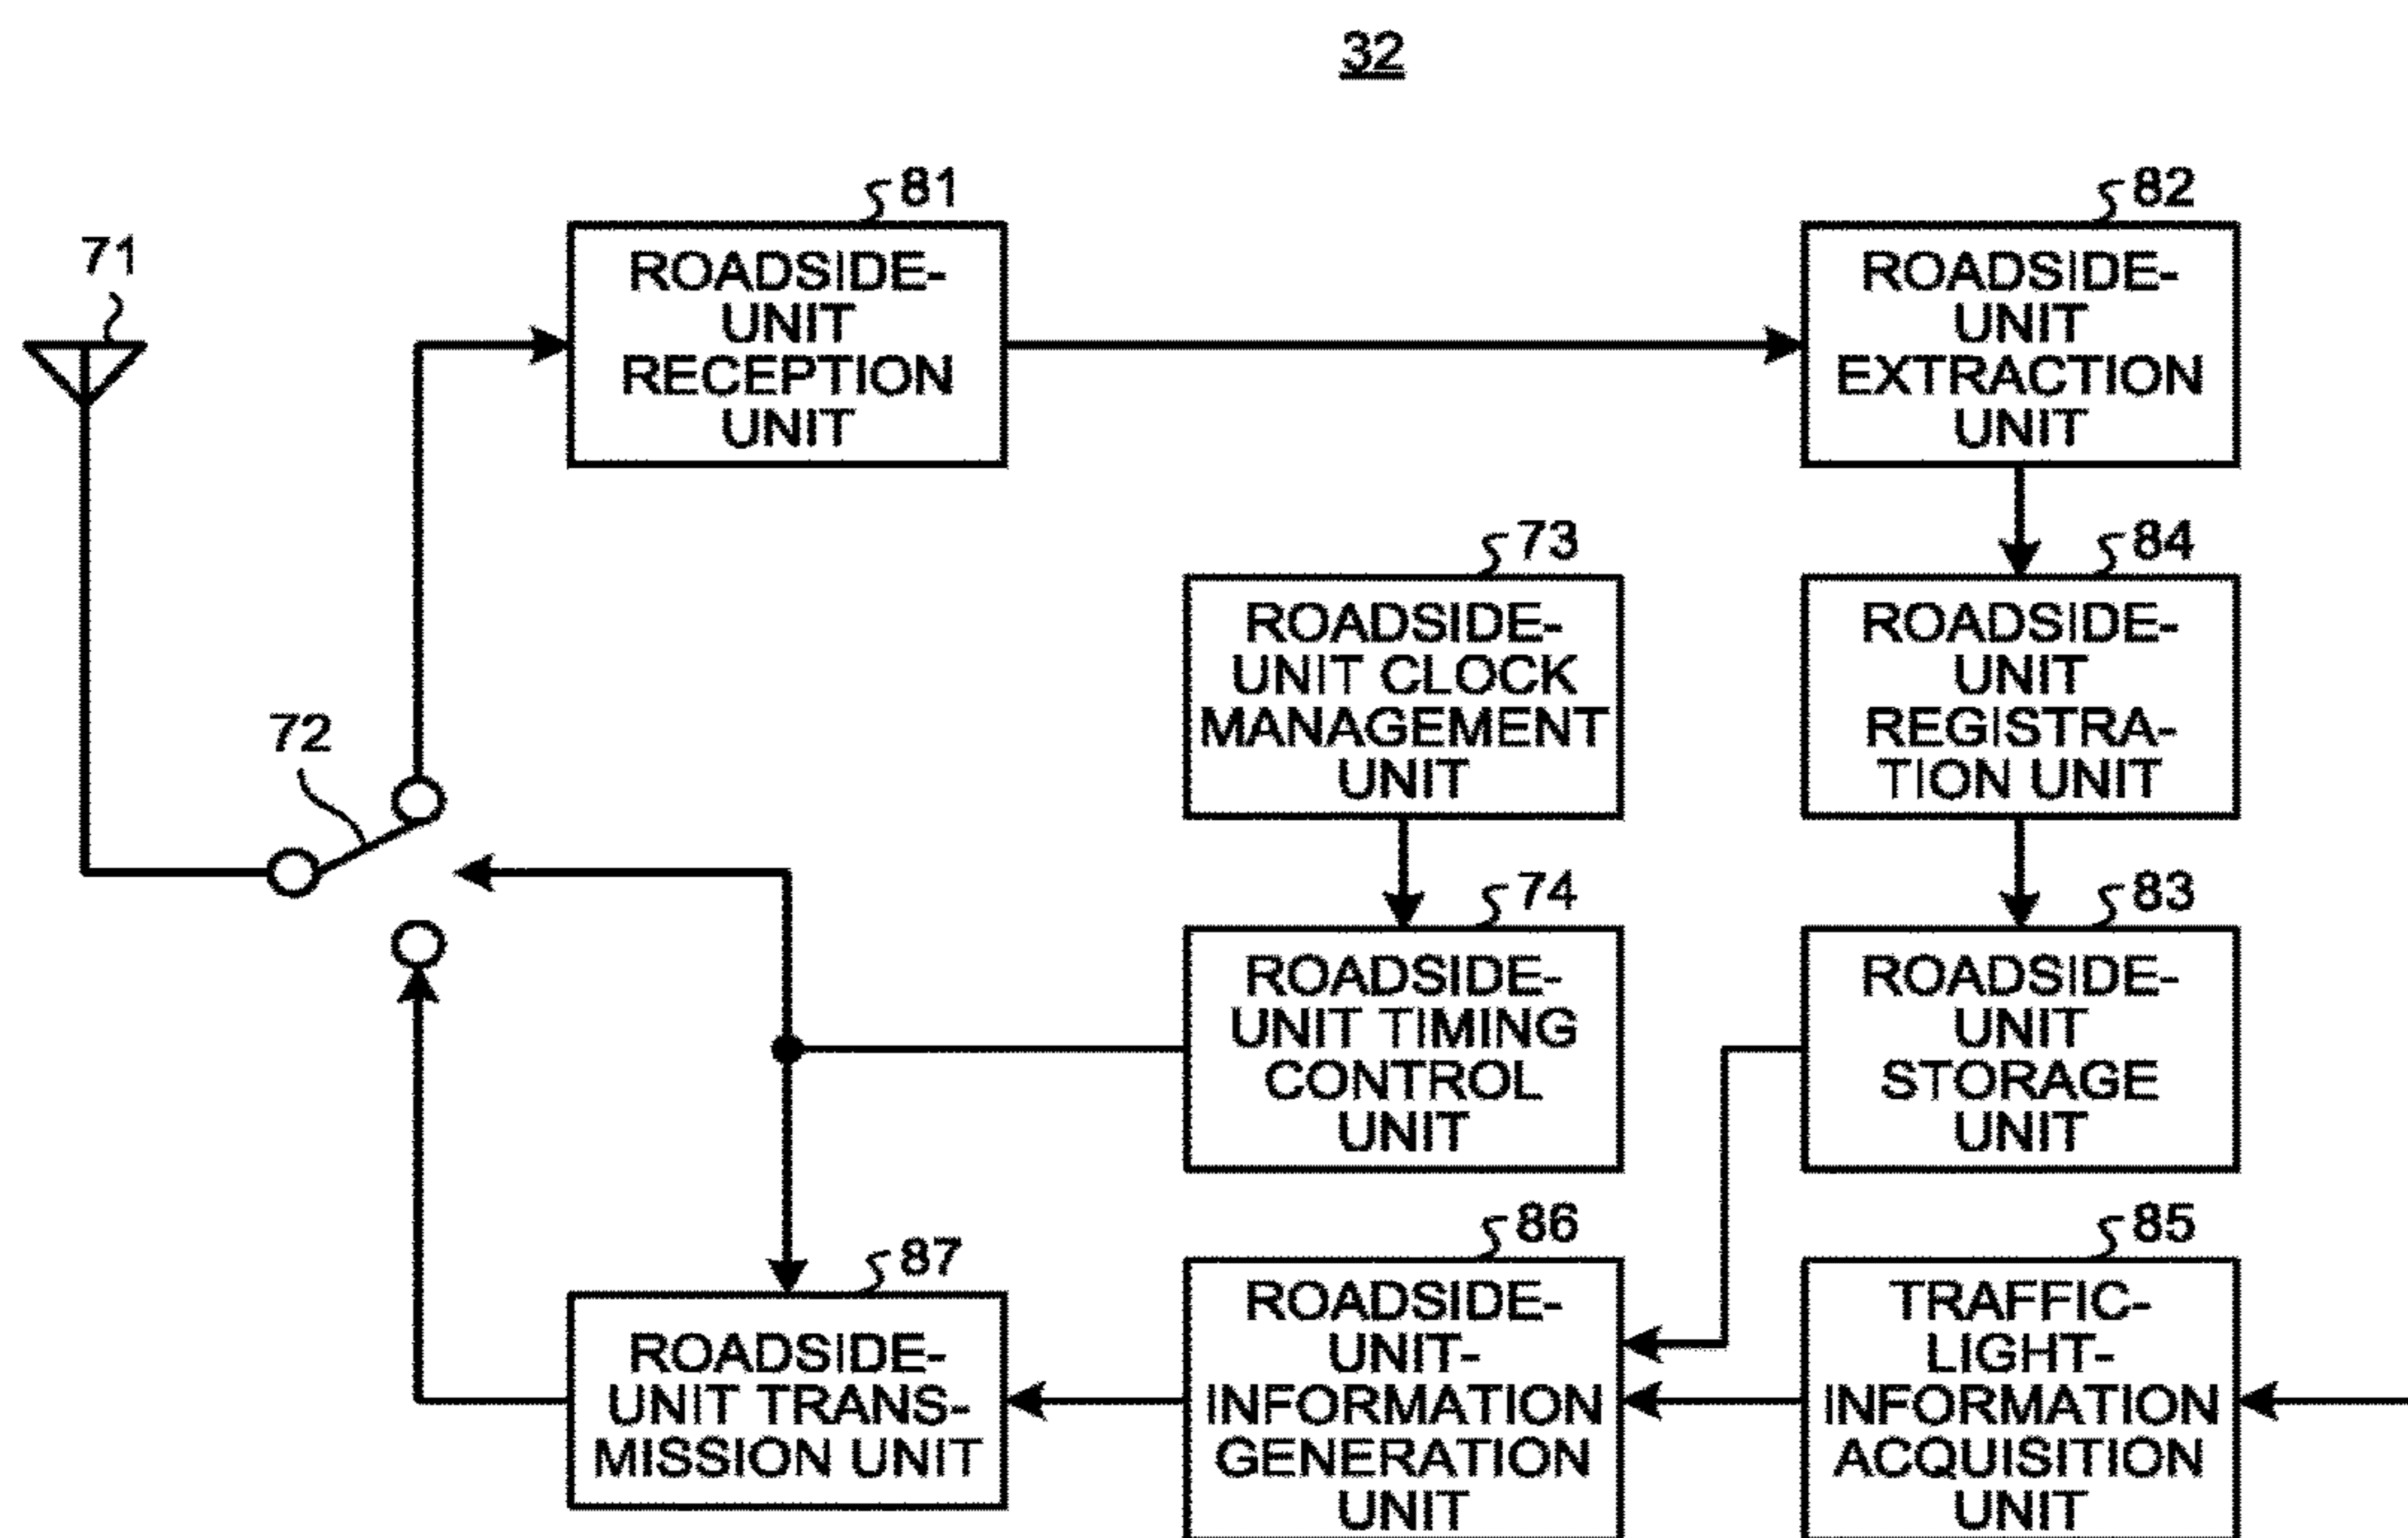 32
81
ROADSIDE-
UNIT
RECEPTION
UNIT
82
ROADSIDE-
UNIT
EXTRACTION
UNIT
71
73
ROADSIDE-
UNIT CLOCK
MANAGEMENT
UNIT
84
ROADSIDE-
UNIT
REGISTRA-
TION UNIT
72
74
ROADSIDE-
UNIT TIMING
CONTROL
UNIT
83
ROADSIDE-
UNIT
STORAGE
UNIT
87
ROADSIDE-
UNIT TRANS-
MISSION UNIT
86
ROADSIDE-
UNIT-
INFORMATION
GENERATION
UNIT
85
TRAFFIC-
LIGHT-
INFORMATION
ACQUISITION
UNIT